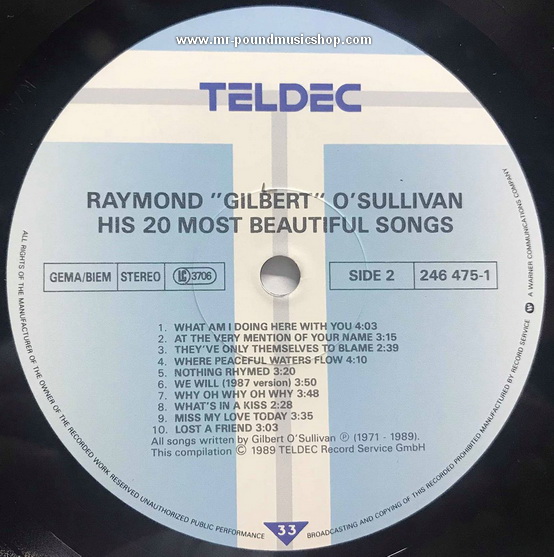 www.mr-poundmusicshop.com
TELDEC
RAYMOND "GILBERT" O'SULLIVAN
HIS 20 MOST BEAUTIFUL SONGS
GEMA/BIEM STEREO LC 3706
SIDE 2 246 475-1
1. WHAT AM I DOING HERE WITH YOU 4:03
2. AT THE VERY MENTION OF YOUR NAME 3:15
3. THEY'VE ONLY THEMSELVES TO BLAME 2:39
4. WHERE PEACEFUL WATERS FLOW 4:10
5. NOTHING RHYMED 3:20
6. WE WILL (1987 version) 3:50
7. WHY OH WHY OH WHY 3:48
8. WHAT'S IN A KISS 2:28
9. MISS MY LOVE TODAY 3:35
10. LOST A FRIEND 3:03
All songs written by Gilbert O'Sullivan ℗ (1971 - 1989).
This compilation © 1989 TELDEC Record Service GmbH
ALL RIGHTS OF THE MANUFACTURER OF THE OWNER OF THE RECORDED WORK RESERVED UNAUTHORIZED PUBLIC PERFORMANCE
33
BROADCASTING AND COPYING OF THIS RECORD PROHIBITED MANUFACTURED BY RECORD SERVICE
A WARNER COMMUNICATIONS COMPANY